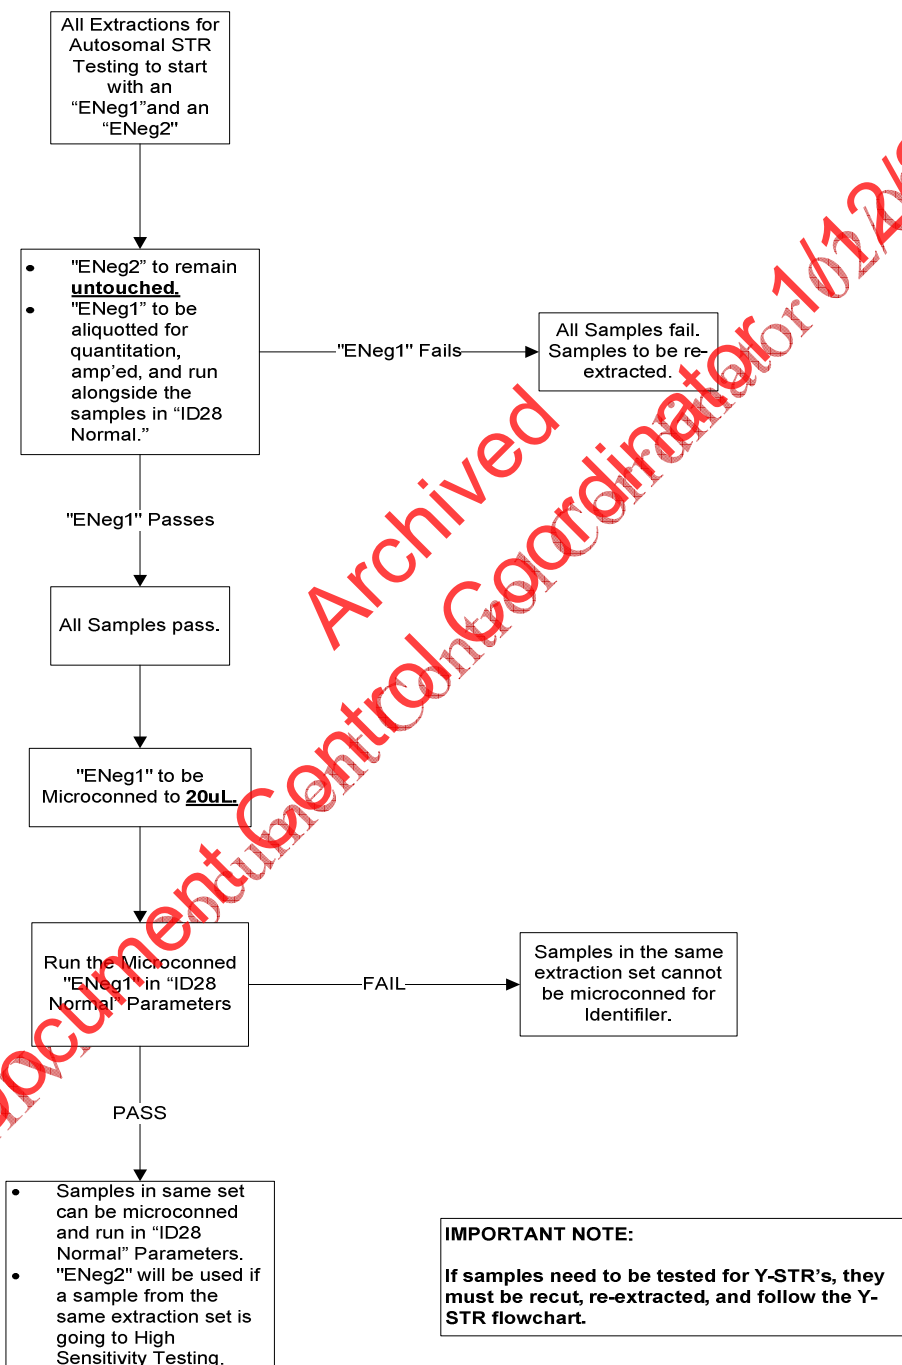 All Extractions for
Autosomal STR
Testing to start
with an
“ENeg1”and an
“ENeg2"
• "ENeg2” to remain
untouched.
• "ENeg1” to be
aliquotted for
quantitation,
amp’ed, and run
alongside the
samples in “ID28
Normal.”
"ENeg1" Fails
All Samples fail.
Samples to be re-
extracted.
"ENeg1" Passes
All Samples pass.
"ENeg1" to be
Microconned to 20uL.
Run the Microconned
"ENeg1" in “ID28
Normal” Parameters
FAIL
Samples in the same
extraction set cannot
be microconned for
Identifiler.
PASS
• Samples in same set
can be microconned
and run in “ID28
Normal” Parameters.
• "ENeg2” will be used if
a sample from the
same extraction set is
going to High
Sensitivity Testing.
IMPORTANT NOTE:
If samples need to be tested for Y-STR’s, they
must be recut, re-extracted, and follow the Y-
STR flowchart.
Archived
Document Control Coordinator 1/12/